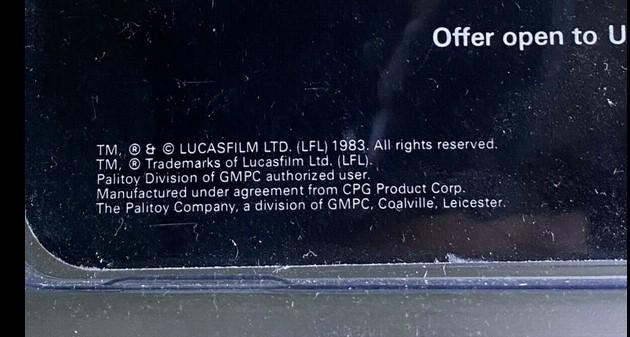 Offer open to U
TM, ® & © LUCASFILM LTD. (LFL) 1983. All rights reserved.
TM, ® Trademarks of Lucasfilm Ltd. (LFL).
Palitoy Division of GMPC authorized user.
Manufactured under agreement from CPG Product Corp.
The Palitoy Company, a division of GMPC, Coalville, Leicester.